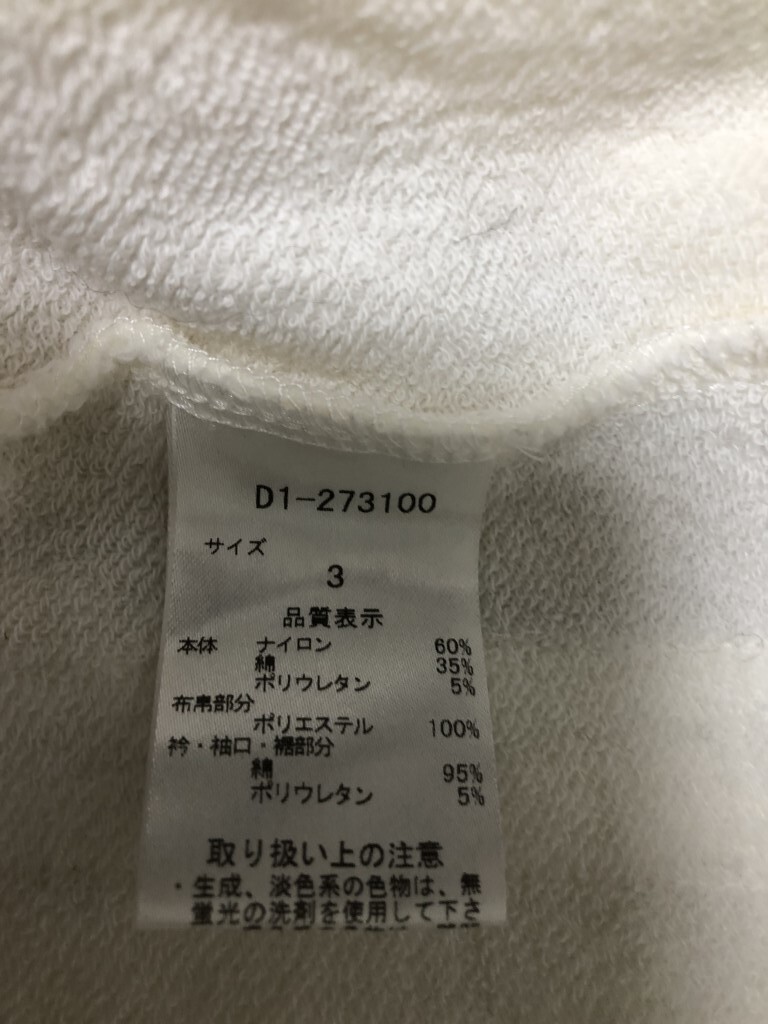 D1-273100
サイズ
3
品質表示
本体 ナイロン 60%
綿 35%
ポリウレタン 5%
布帛部分
ポリエステル 100%
衿・袖口・裾部分
綿 95%
ポリウレタン 5%
取り扱い上の注意
・生成、淡色系の色物は、無
蛍光の洗剤を使用して下さ